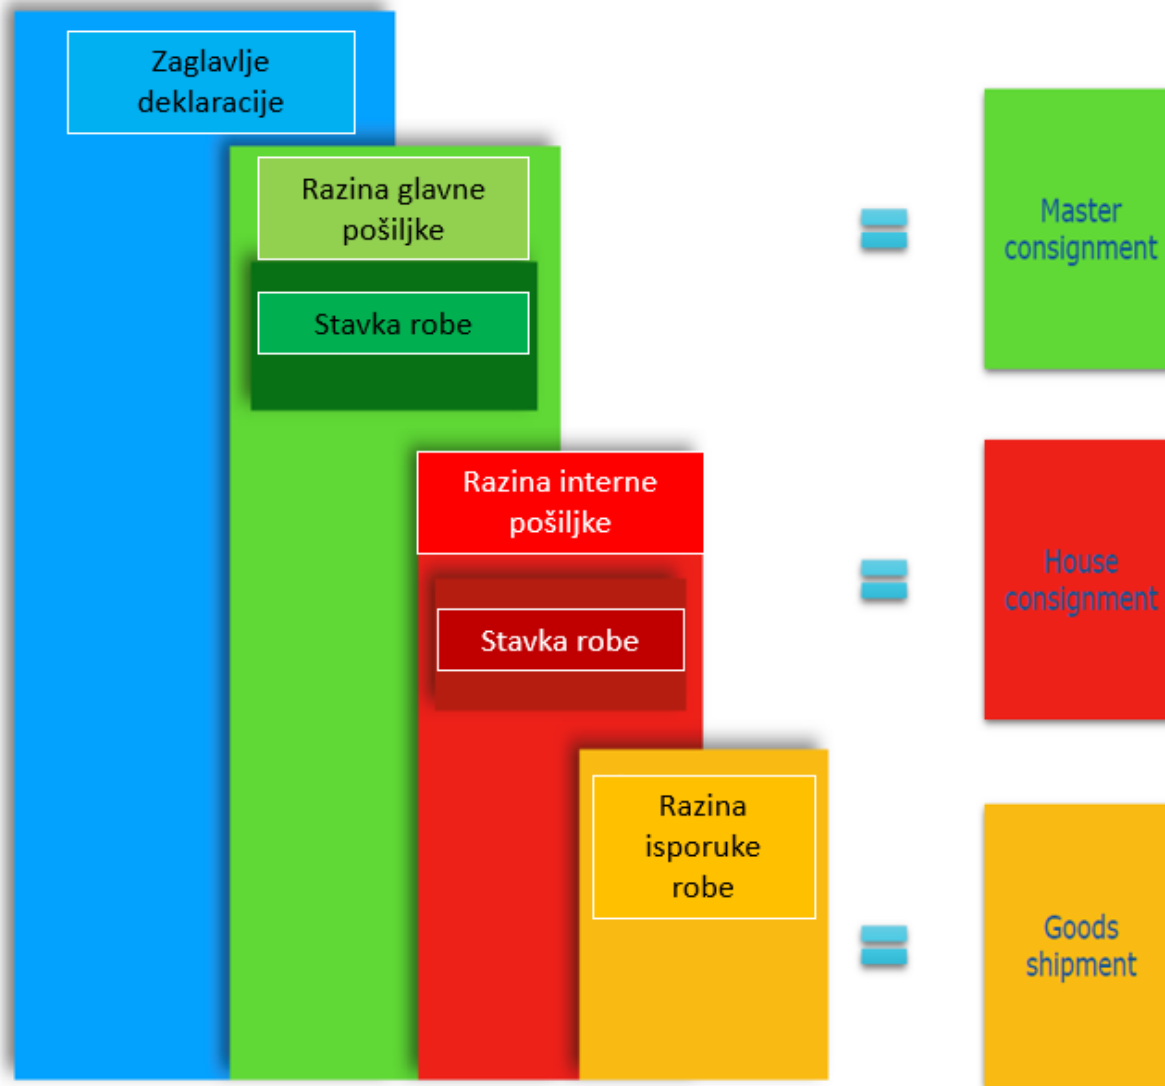 Zaglavlje
deklaracije
Razina glavne
pošiljke
Stavka robe
Master
consignment
Razina interne
pošiljke
Stavka robe
House
consignment
Razina
isporuke
robe
Goods
shipment